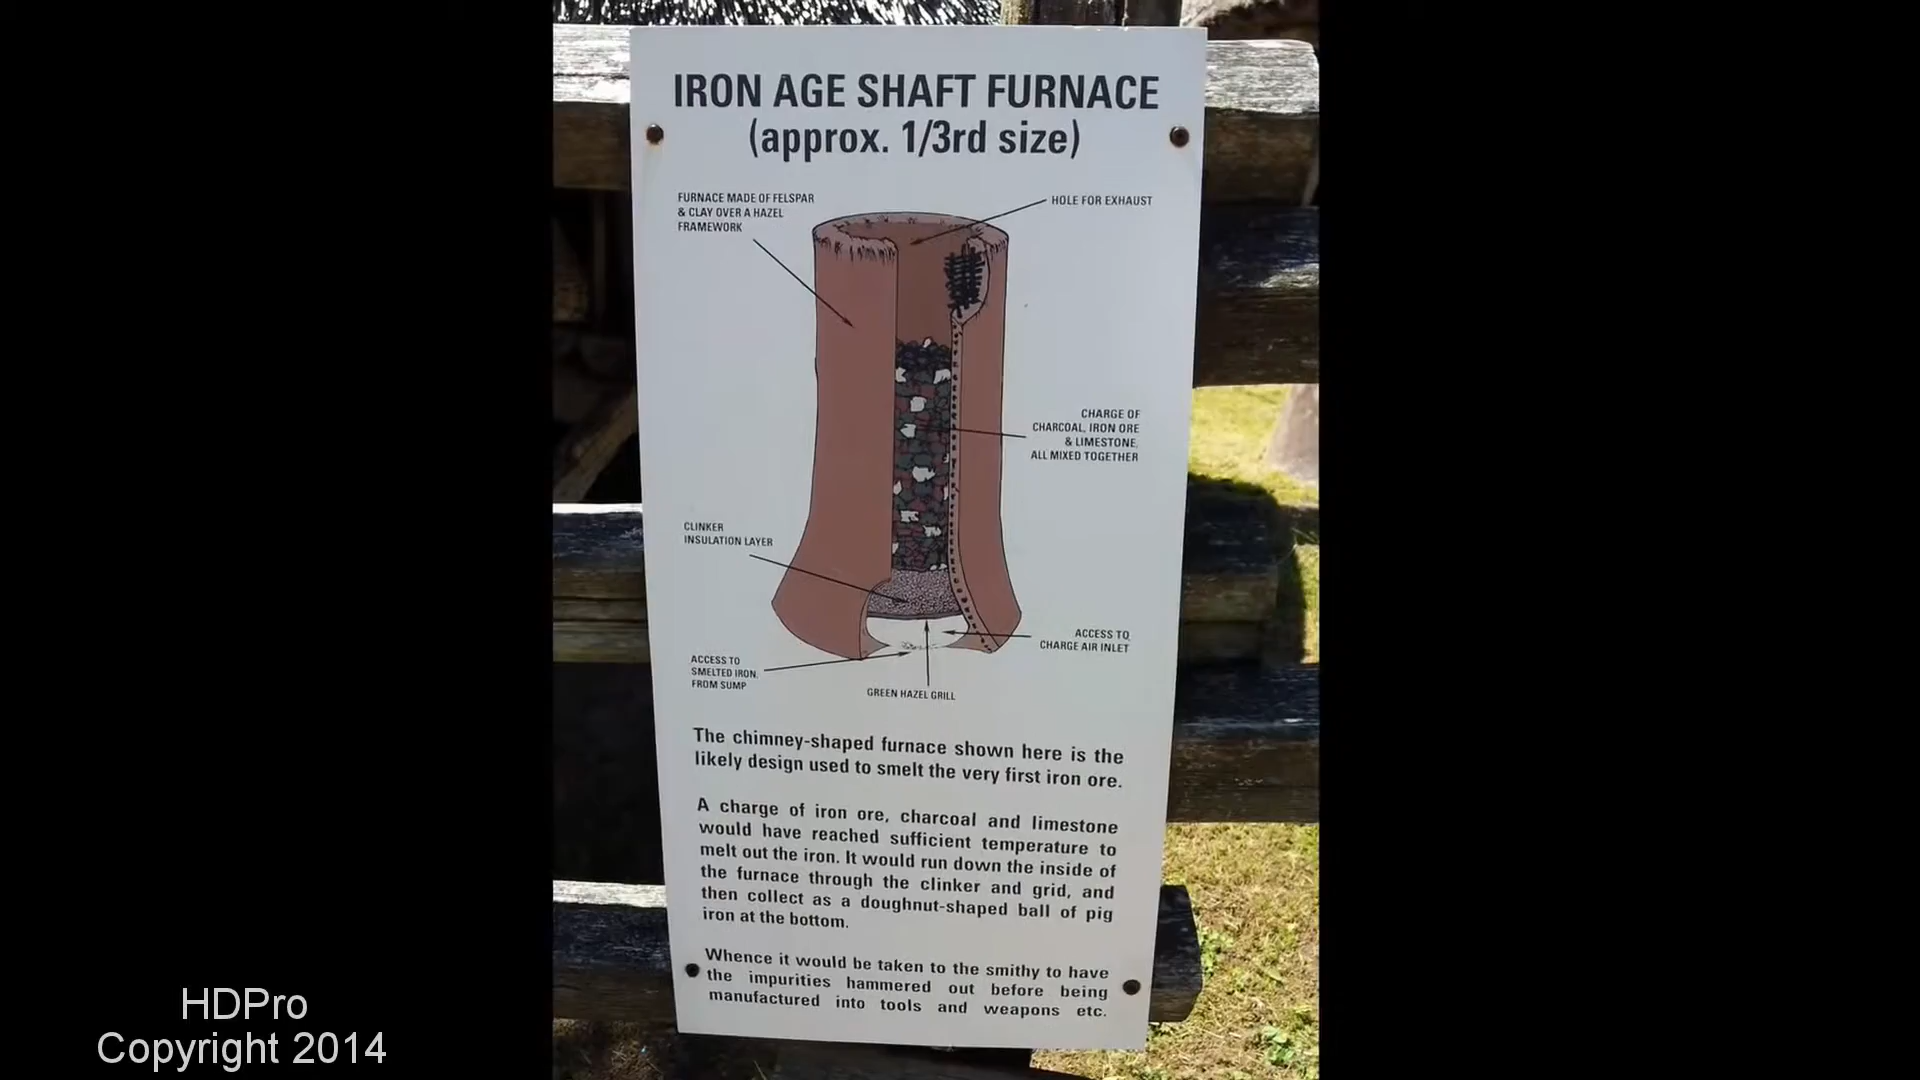 IRON AGE SHAFT FURNACE
(approx. 1/3rd size)
FURNACE MADE OF FELSPAR
& CLAY OVER A HAZEL
FRAMEWORK
HOLE FOR EXHAUST
CHARGE OF
CHARCOAL, IRON ORE
& LIMESTONE,
ALL MIXED TOGETHER
CLINKER
INSULATION LAYER
ACCESS TO
CHARGE AIR INLET
ACCESS TO
SMELTED IRON,
FROM SUMP
GREEN HAZEL GRILL
The chimney-shaped furnace shown here is the
likely design used to smelt the very first iron ore.
A charge of iron ore, charcoal and limestone
would have reached sufficient temperature to
melt out the iron. It would run down the inside of
the furnace through the clinker and grid, and
then collect as a doughnut-shaped ball of pig
iron at the bottom.
Whence it would be taken to the smithy to have
the impurities hammered out before being
manufactured into tools and weapons etc.
HDPro
Copyright 2014